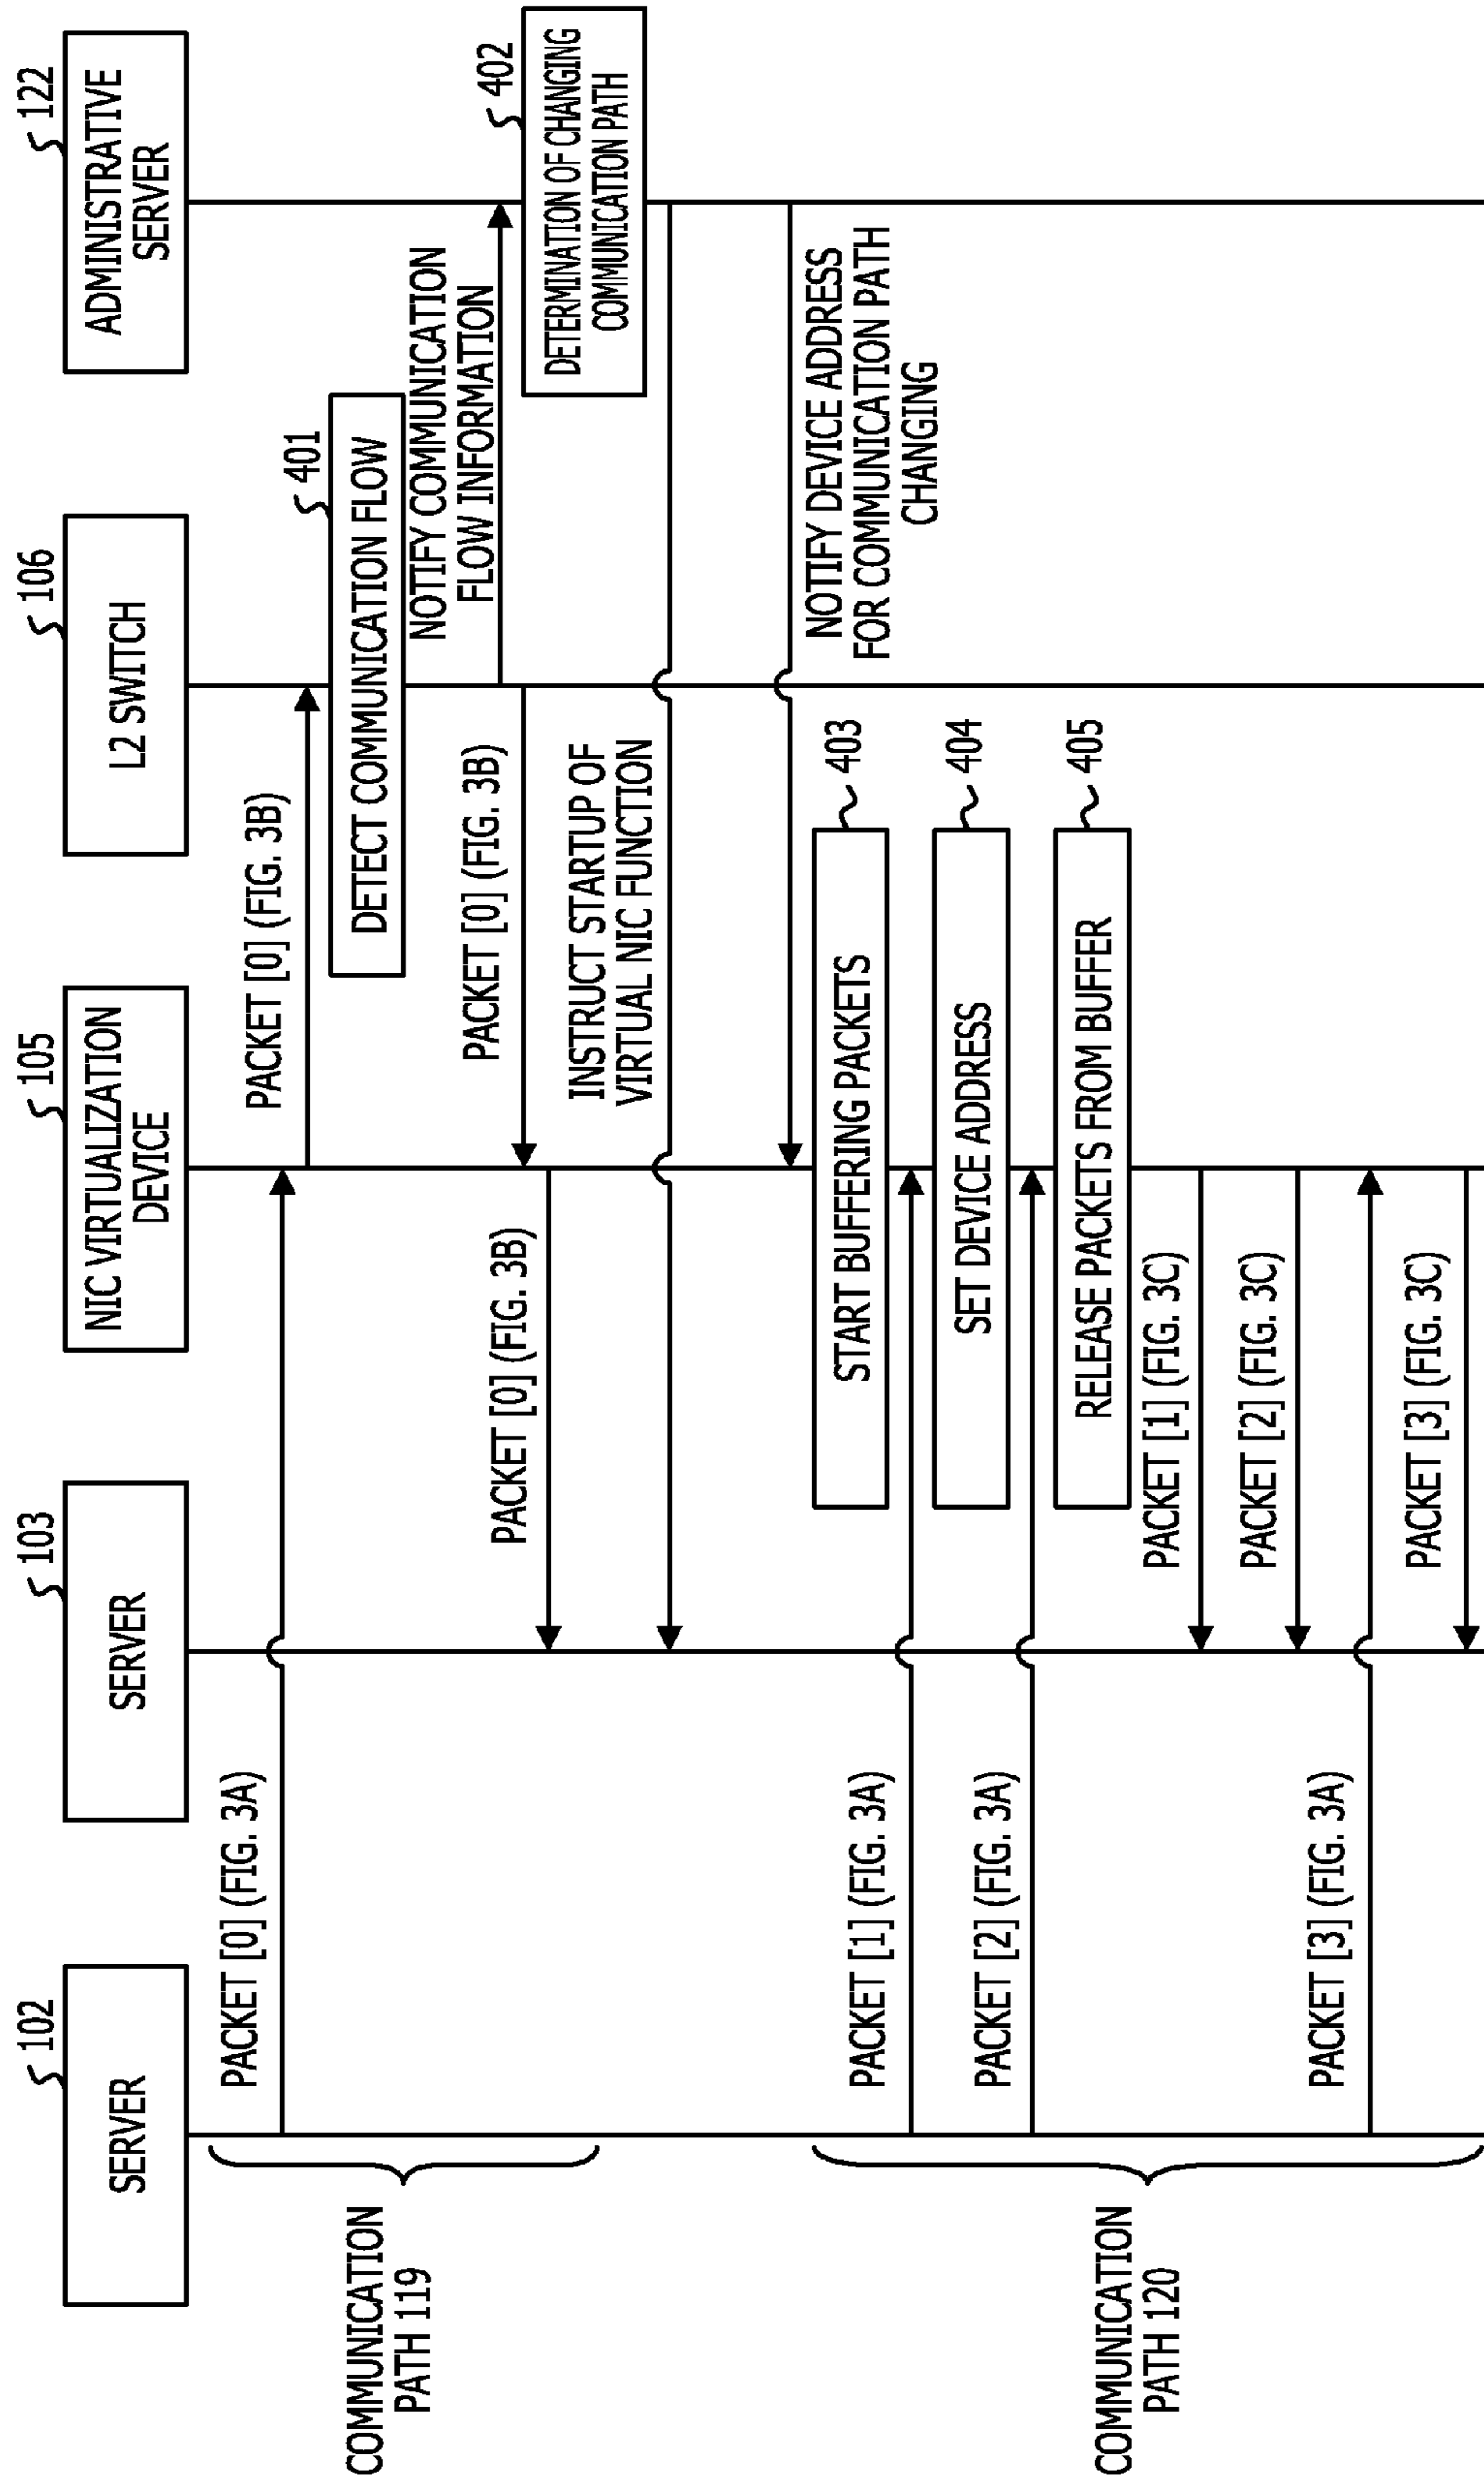 102
SERVER
103
SERVER
105
NIC VIRTUALIZATION
DEVICE
106
L2 SWITCH
122
ADMINISTRATIVE
SERVER
COMMUNICATION
PATH 119
PACKET [0] (FIG. 3A)
PACKET [0] (FIG. 3B)
401
DETECT COMMUNICATION FLOW
NOTIFY COMMUNICATION
FLOW INFORMATION
402
DETERMINATION OF CHANGING
COMMUNICATION PATH
PACKET [0] (FIG. 3B)
PACKET [0] (FIG. 3B)
INSTRUCT STARTUP OF
VIRTUAL NIC FUNCTION
NOTIFY DEVICE ADDRESS
FOR COMMUNICATION PATH
CHANGING
COMMUNICATION
PATH 120
START BUFFERING PACKETS
403
PACKET [1] (FIG. 3A)
SET DEVICE ADDRESS
404
PACKET [2] (FIG. 3A)
RELEASE PACKETS FROM BUFFER
405
PACKET [1] (FIG. 3C)
PACKET [2] (FIG. 3C)
PACKET [3] (FIG. 3A)
PACKET [3] (FIG. 3C)